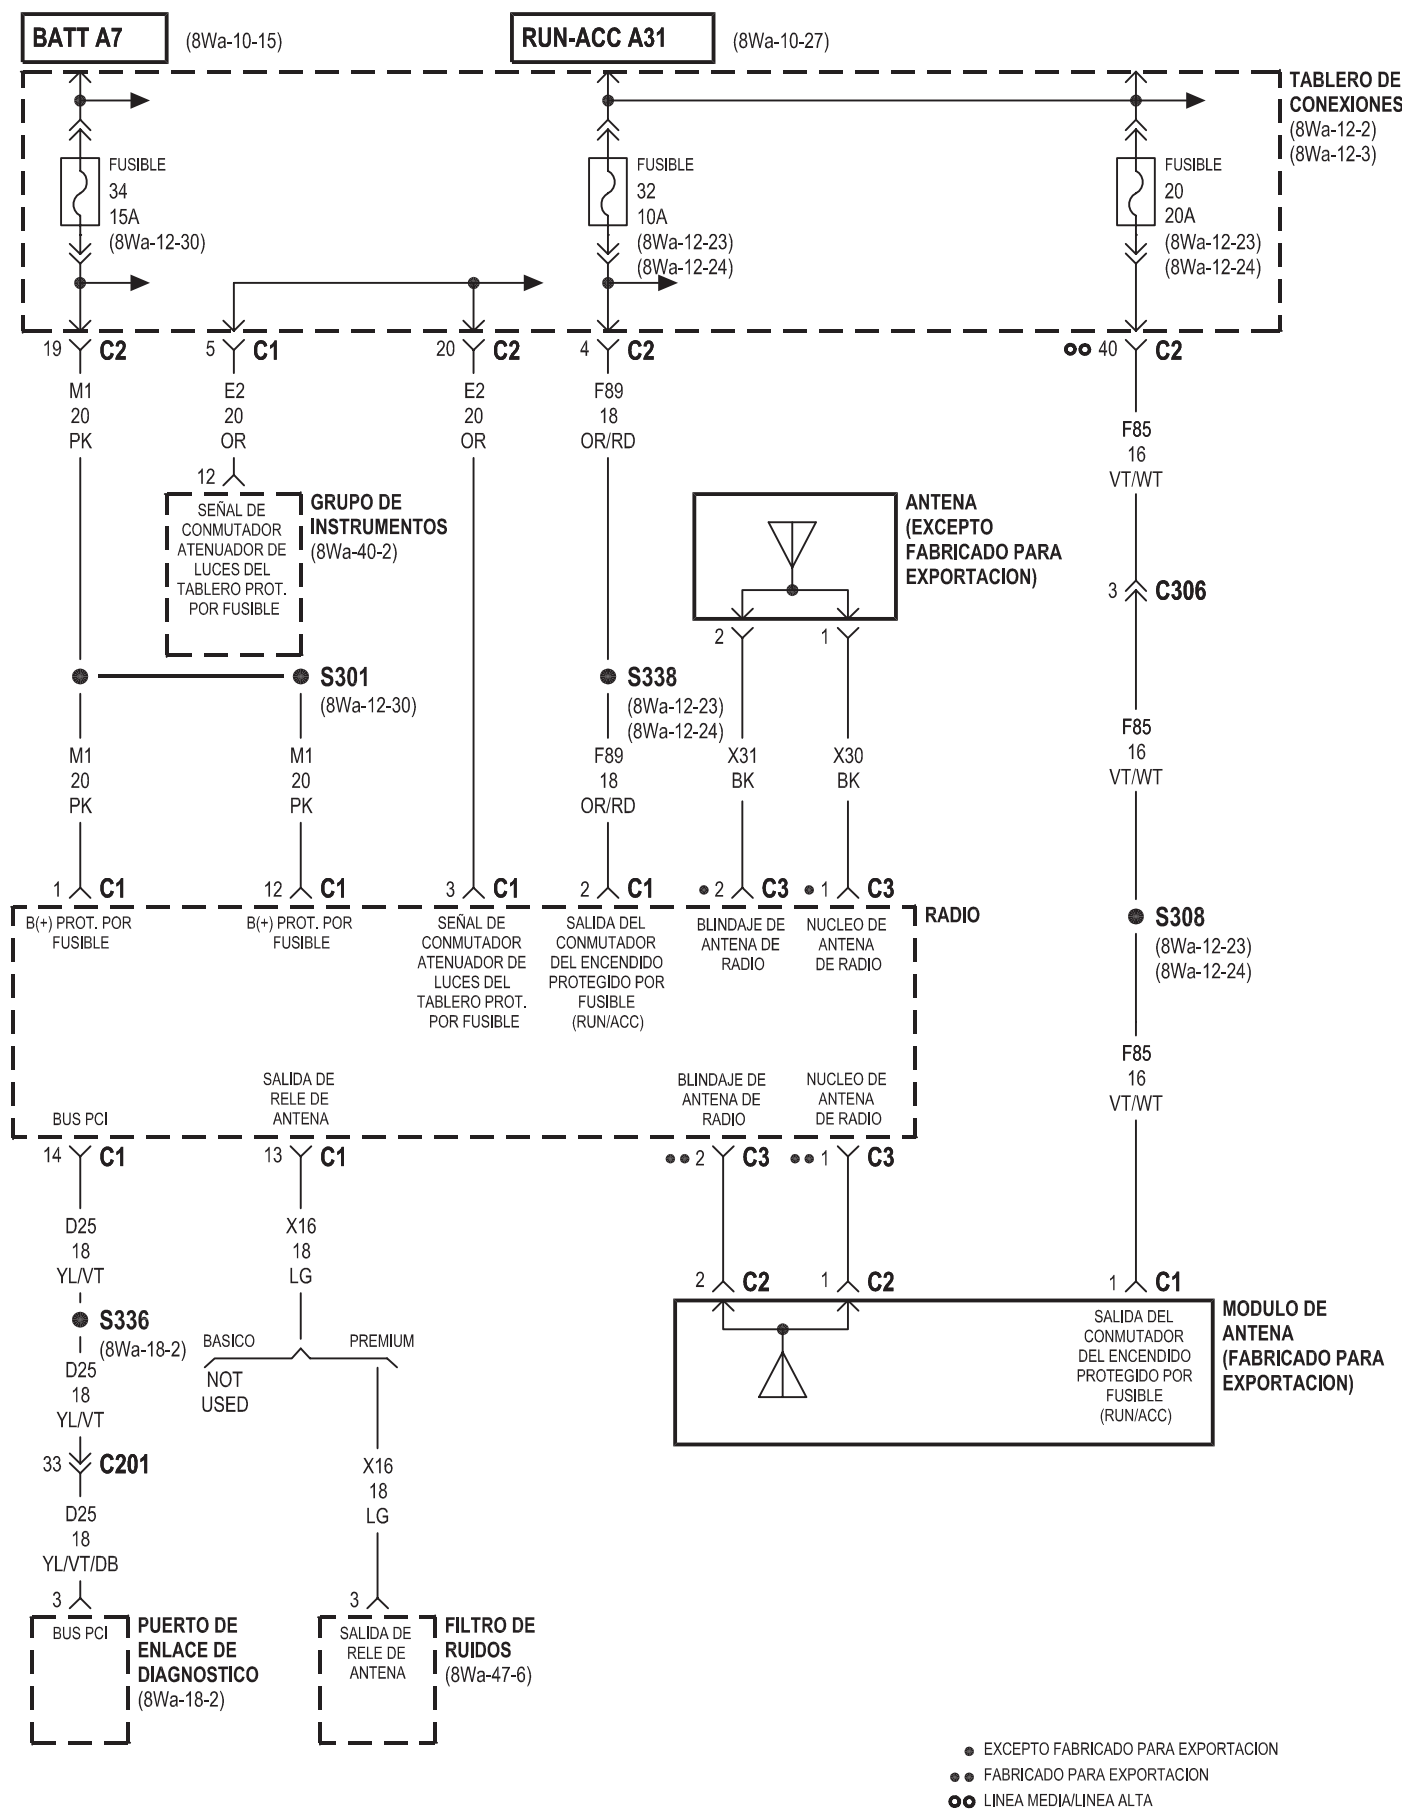 BATT A7
(8Wa-10-15)
RUN-ACC A31
(8Wa-10-27)
TABLERO DE
CONEXIONES
(8Wa-12-2)
(8Wa-12-3)
FUSIBLE
34
15A
(8Wa-12-30)
FUSIBLE
32
10A
(8Wa-12-23)
(8Wa-12-24)
FUSIBLE
20
20A
(8Wa-12-23)
(8Wa-12-24)
19 C2
5 C1
20 C2
4 C2
40 C2
M1
20
PK
E2
20
OR
E2
20
OR
F89
18
OR/RD
F85
16
VT/WT
12
SEÑAL DE
CONMUTADOR
ATENUADOR DE
LUCES DEL
TABLERO PROT.
POR FUSIBLE
GRUPO DE
INSTRUMENTOS
(8Wa-40-2)
ANTENA
(EXCEPTO
FABRICADO PARA
EXPORTACION)
3 C306
2
1
S301
(8Wa-12-30)
S338
(8Wa-12-23)
(8Wa-12-24)
M1
20
PK
M1
20
PK
F89
18
OR/RD
X31
BK
X30
BK
F85
16
VT/WT
1 C1
12 C1
3 C1
2 C1
2 C3
1 C3
RADIO
B(+) PROT. POR
FUSIBLE
B(+) PROT. POR
FUSIBLE
SEÑAL DE
CONMUTADOR
ATENUADOR DE
LUCES DEL
TABLERO PROT.
POR FUSIBLE
SALIDA DEL
CONMUTADOR
DEL ENCENDIDO
PROTEGIDO POR
FUSIBLE
(RUN/ACC)
BLINDAJE DE
ANTENA DE
RADIO
NUCLEO DE
ANTENA
DE RADIO
S308
(8Wa-12-23)
(8Wa-12-24)
BUS PCI
SALIDA DE
RELE DE
ANTENA
BLINDAJE DE
ANTENA DE
RADIO
NUCLEO DE
ANTENA
DE RADIO
F85
16
VT/WT
14 C1
13 C1
2 C3
1 C3
D25
18
YL/VT
X16
18
LG
2 C2
1 C2
1 C1
S336
(8Wa-18-2)
BASICO
PREMIUM
NOT
USED
SALIDA DEL
CONMUTADOR
DEL ENCENDIDO
PROTEGIDO POR
FUSIBLE
(RUN/ACC)
MODULO DE
ANTENA
(FABRICADO PARA
EXPORTACION)
D25
18
YL/VT
33 C201
X16
18
LG
D25
18
YL/VT/DB
3
3
BUS PCI
PUERTO DE
ENLACE DE
DIAGNOSTICO
(8Wa-18-2)
SALIDA DE
RELE DE
ANTENA
FILTRO DE
RUIDOS
(8Wa-47-6)
EXCEPTO FABRICADO PARA EXPORTACION
FABRICADO PARA EXPORTACION
LINEA MEDIA/LINEA ALTA